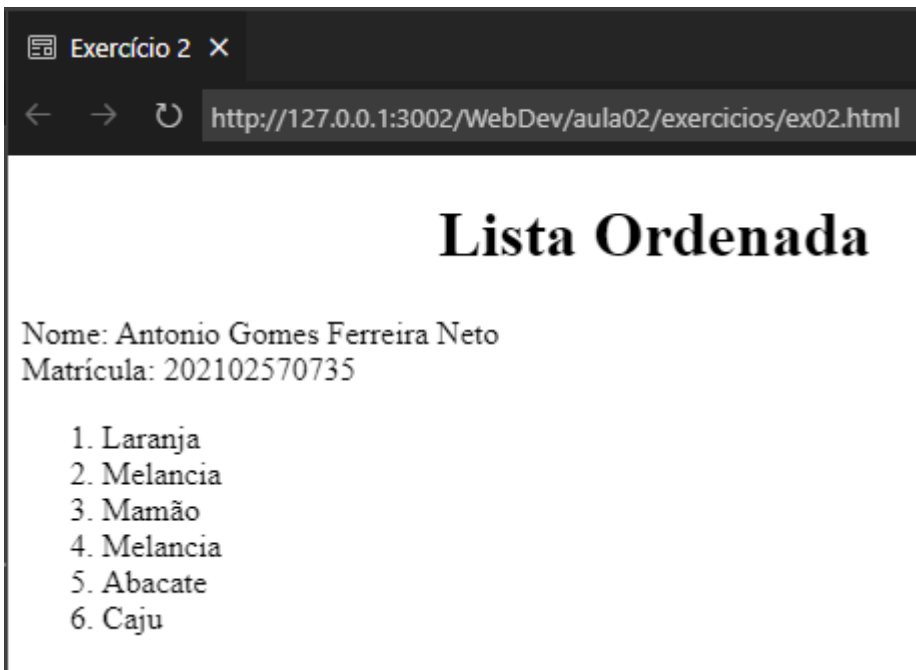 Exercício 2
http://127.0.0.1:3002/WebDev/aula02/exercicios/ex02.html
Lista Ordenada
Nome: Antonio Gomes Ferreira Neto
Matrícula: 202102570735
1. Laranja
2. Melancia
3. Mamão
4. Melancia
5. Abacate
6. Caju